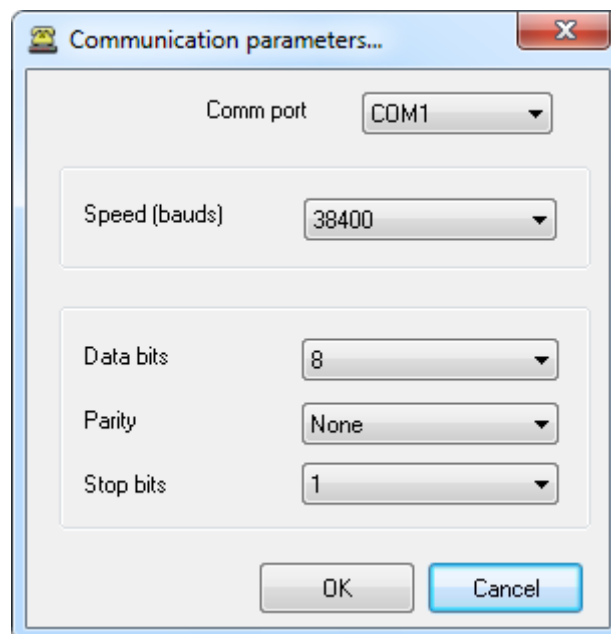 Communication parameters...
Comm port COM1
Speed (bauds) 38400
Data bits 8
Parity None
Stop bits 1
OK Cancel